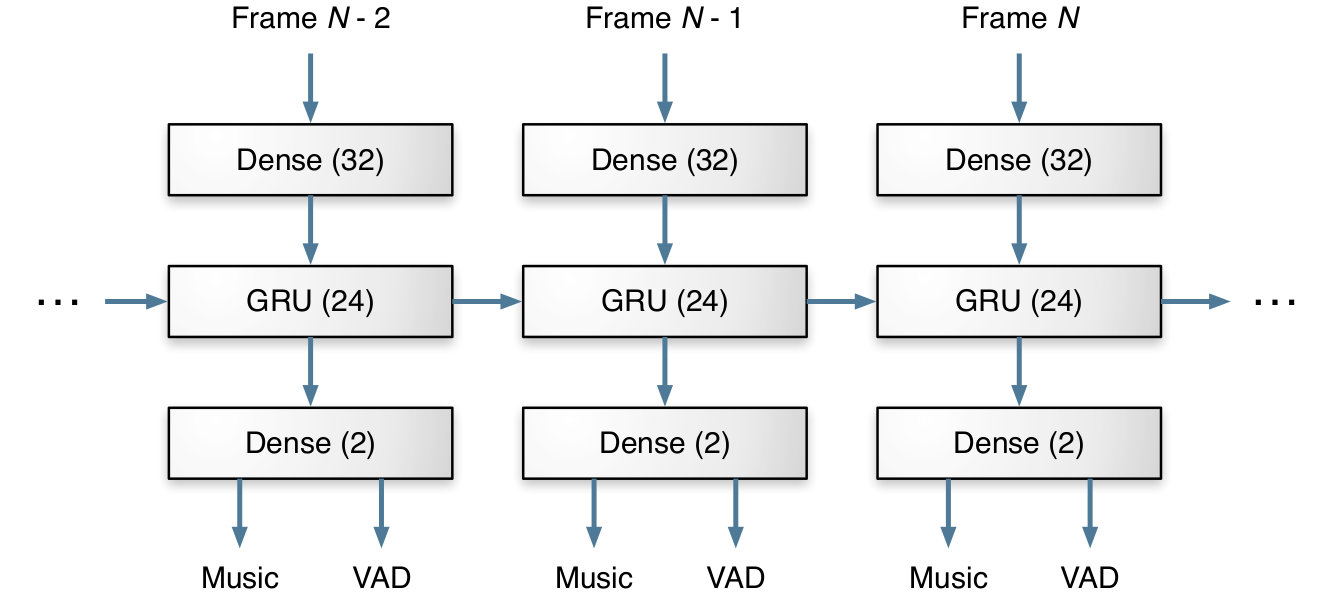 Frame N - 2 Frame N - 1 Frame N
Dense (32) Dense (32) Dense (32)
... GRU (24) GRU (24) GRU (24) ...
Dense (2) Dense (2) Dense (2)
Music VAD Music VAD Music VAD